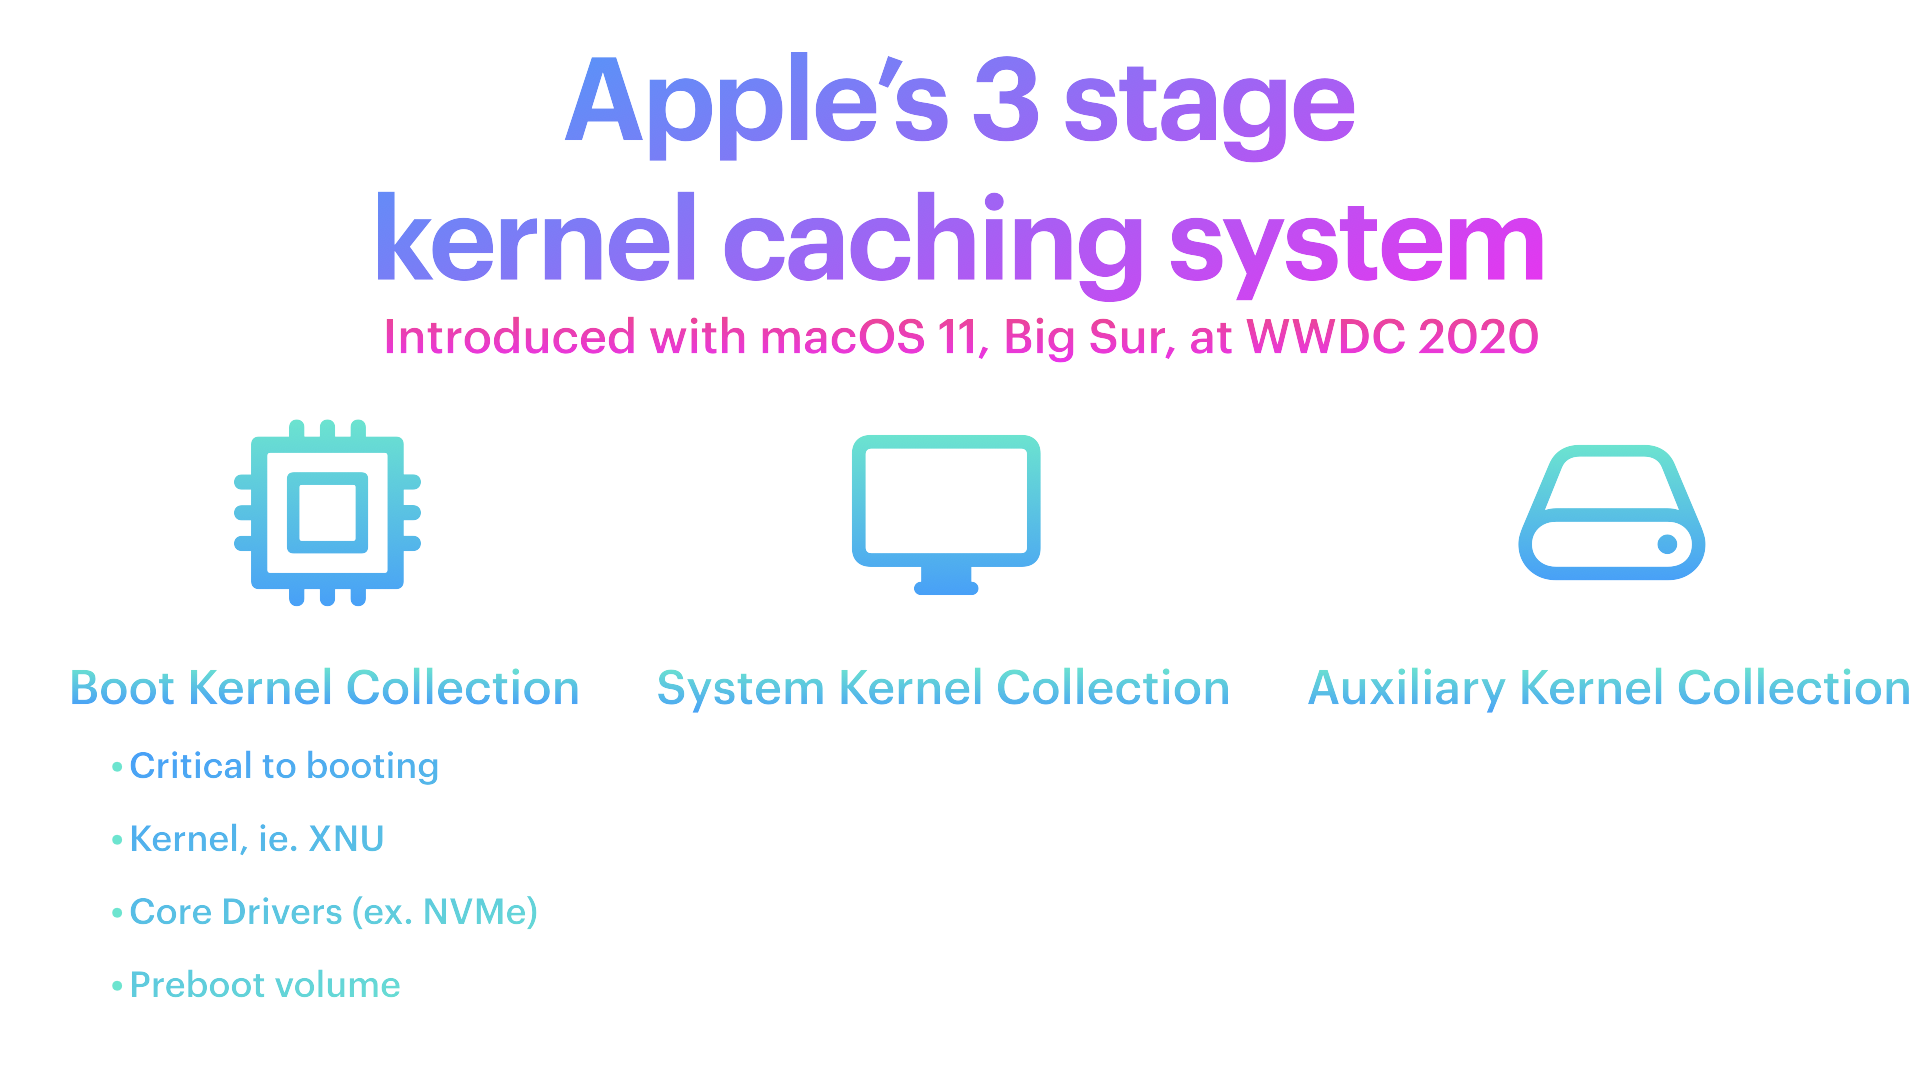 Apple’s 3 stage
kernel caching system
Introduced with macOS 11, Big Sur, at WWDC 2020
Boot Kernel Collection
• Critical to booting
• Kernel, ie. XNU
• Core Drivers (ex. NVMe)
• Preboot volume
System Kernel Collection
Auxiliary Kernel Collection